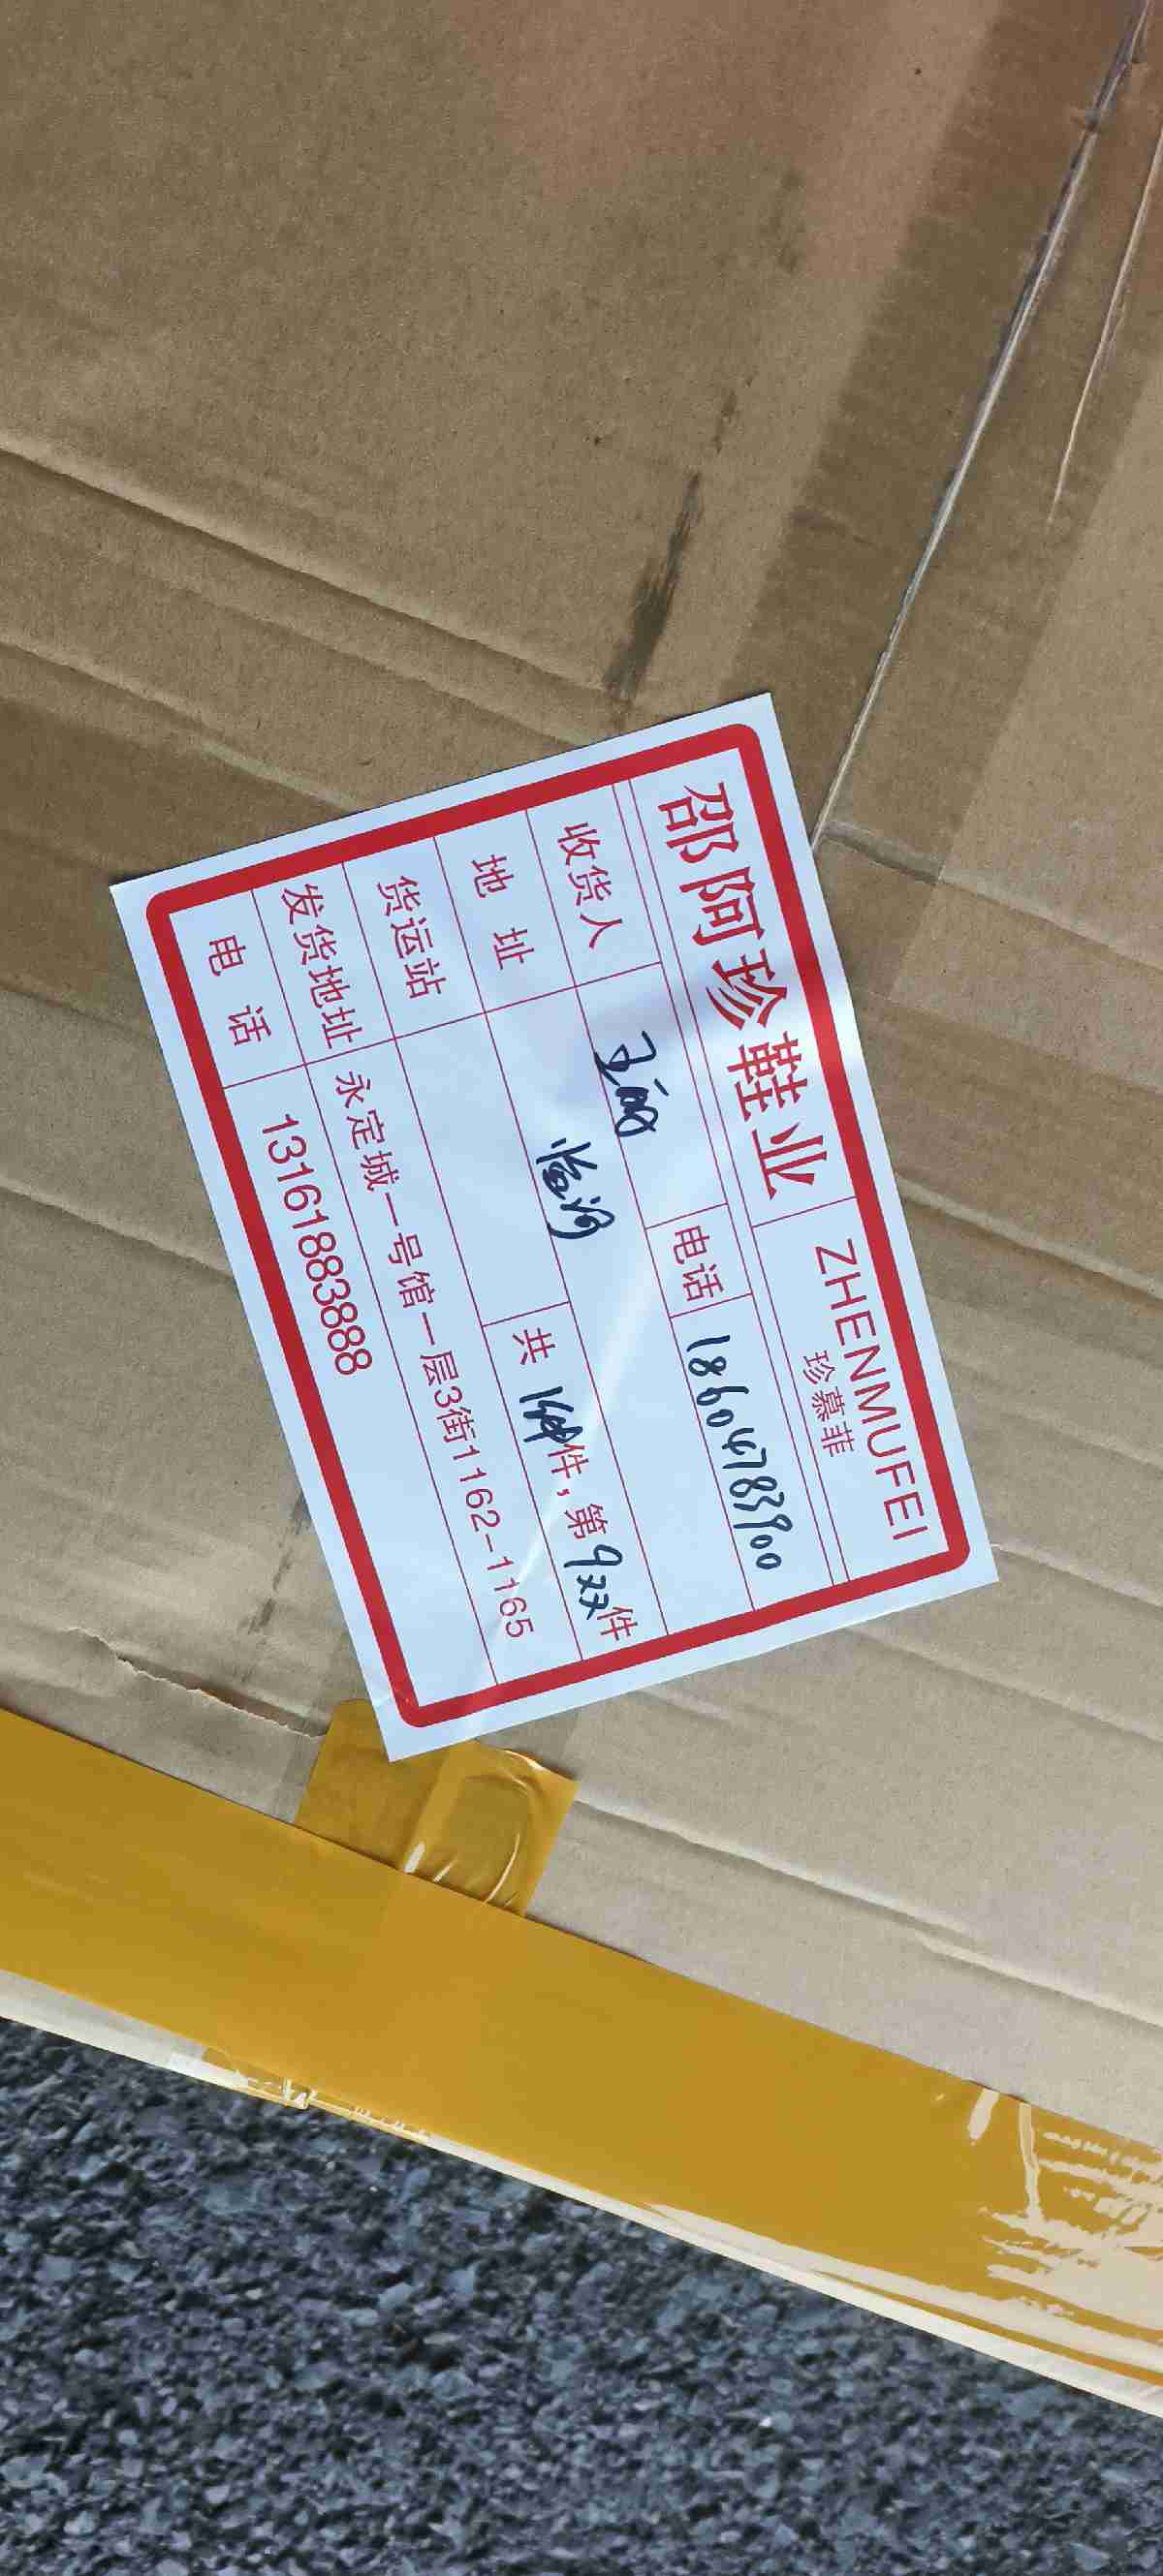 邵阿珍鞋业 ZHENMUFEI
珍慕菲
收货人 电话 18604783900
地址 临河
货运站 共 件,第 件
发货地址 永定城一号馆一层3街1162-1165
电话 13161883888